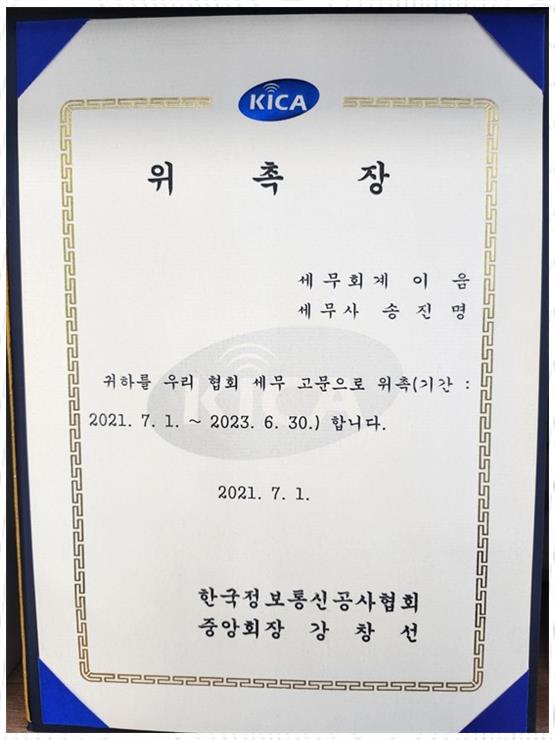 KICA
위 촉 장
세무회계 이 음
세무사 송 진 명
귀하를 우리 협회 세무 고문으로 위촉(기간 :
2021. 7. 1. ~ 2023. 6. 30.) 합니다.
KICA
2021. 7. 1.
한국정보통신공사협회
중앙회장 강 창 선